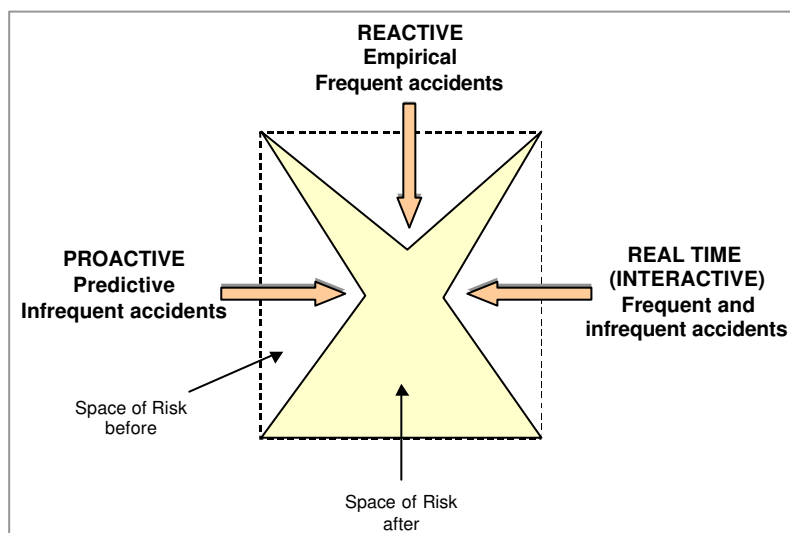 REACTIVE
Empirical
Frequent accidents
PROACTIVE
Predictive
Infrequent accidents
REAL TIME
(INTERACTIVE)
Frequent and
infrequent accidents
Space of Risk
before
Space of Risk
after